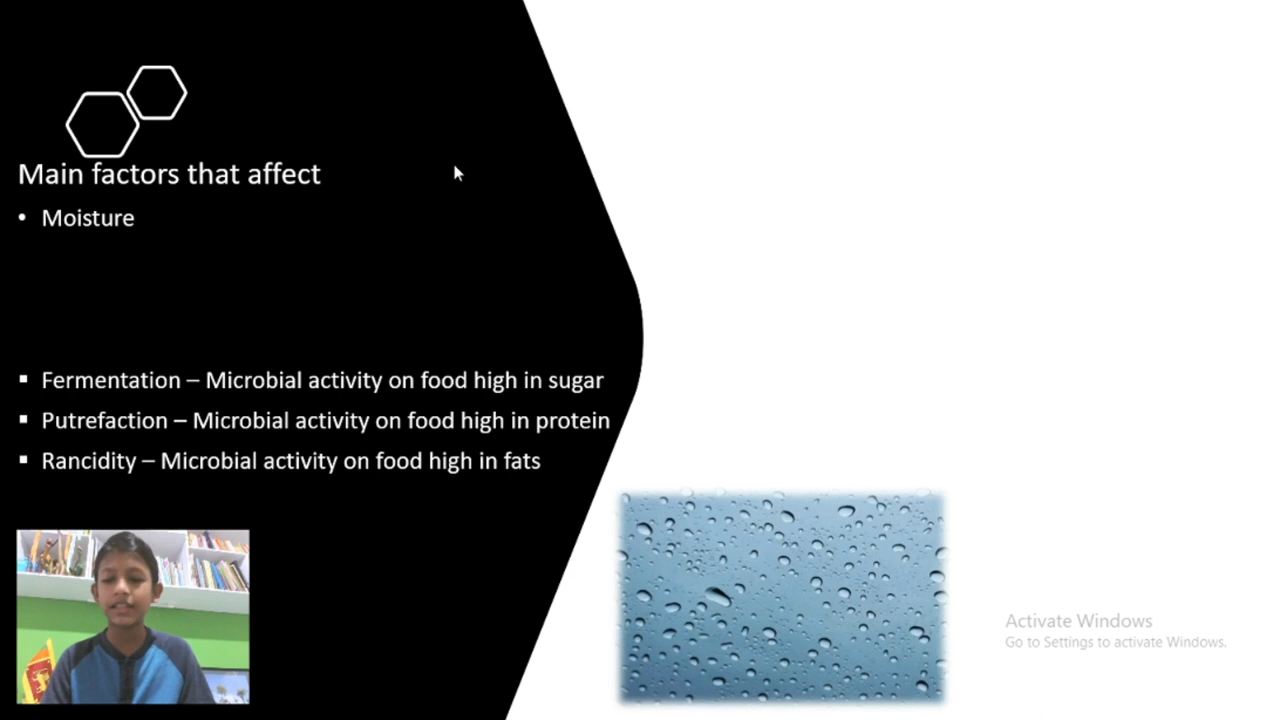 Main factors that affect
• Moisture
▪ Fermentation – Microbial activity on food high in sugar
▪ Putrefaction – Microbial activity on food high in protein
▪ Rancidity – Microbial activity on food high in fats
Activate Windows
Go to Settings to activate Windows.